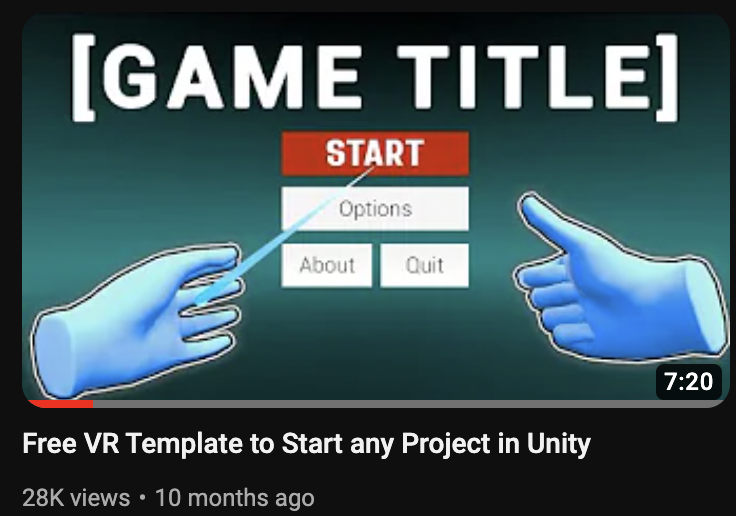 [GAME TITLE]
START
Options
About Quit
7:20
Free VR Template to Start any Project in Unity
28K views • 10 months ago